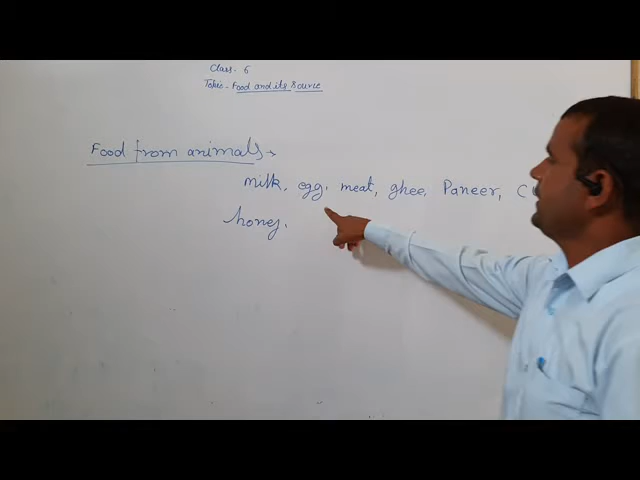 Class: 6
Topic - Food and its Source
Food from animals →
milk, egg, meat, ghee, Paneer,
honey.